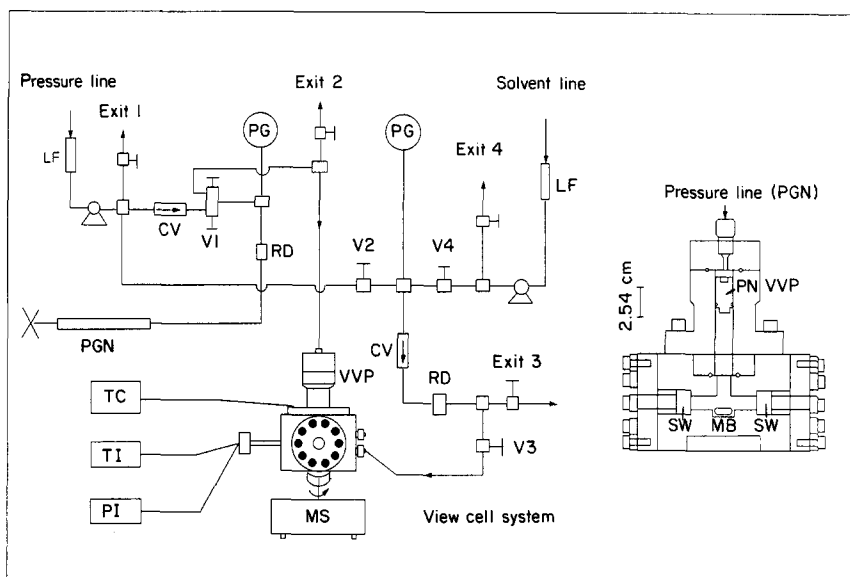 Pressure line
Exit 2
Solvent line
Exit 1
PG
PG
Exit 4
LF
LF
CV
V1
RD
V2
V4
PGN
CV
RD
Exit 3
VVP
TC
V3
TI
PI
MS
View cell system
Pressure line (PGN)
2.54 cm
PN
VVP
SW
MB
SW